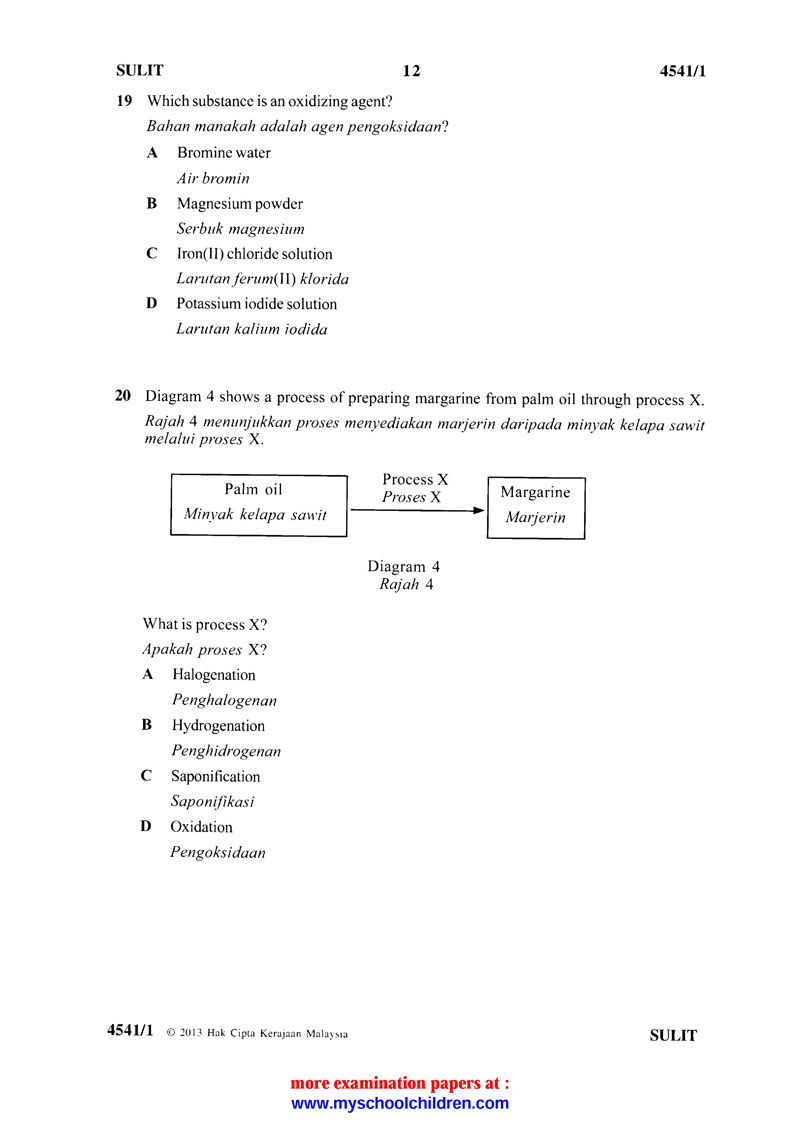 SULIT 12 4541/1
19 Which substance is an oxidizing agent?
Bahan manakah adalah agen pengoksidaan?
A Bromine water
Air bromin
B Magnesium powder
Serbuk magnesium
C Iron(II) chloride solution
Larutan ferum(II) klorida
D Potassium iodide solution
Larutan kalium iodida
20 Diagram 4 shows a process of preparing margarine from palm oil through process X.
Rajah 4 menunjukkan proses menyediakan marjerin daripada minyak kelapa sawit
melalui proses X.
Palm oil
Minyak kelapa sawit
Process X
Proses X
Margarine
Marjerin
Diagram 4
Rajah 4
What is process X?
Apakah proses X?
A Halogenation
Penghalogenan
B Hydrogenation
Penghidrogenan
C Saponification
Saponifikasi
D Oxidation
Pengoksidaan
4541/1 © 2013 Hak Cipta Kerajaan Malaysia SULIT
more examination papers at :
www.myschoolchildren.com